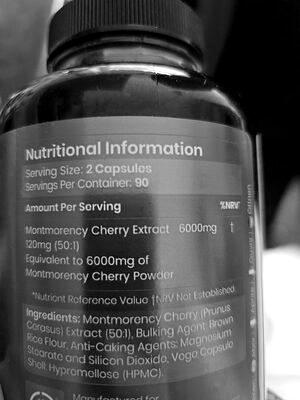 Nutritional Information
Serving Size: 2 Capsules
Servings Per Container: 90
Amount Per Serving %NRV*
Montmorency Cherry Extract 6000mg †
120mg (50:1)
Equivalent to 6000mg of
Montmorency Cherry Powder
*Nutrient Reference Value †NRV Not Established.
Ingredients: Montmorency Cherry (Prunus
Cerasus) Extract (50:1), Bulking Agent: Brown
Rice Flour, Anti-Caking Agents: Magnesium
Stearate and Silicon Dioxide, Vege Capsule
Shell: Hypromellose (HPMC).
Manufactured for